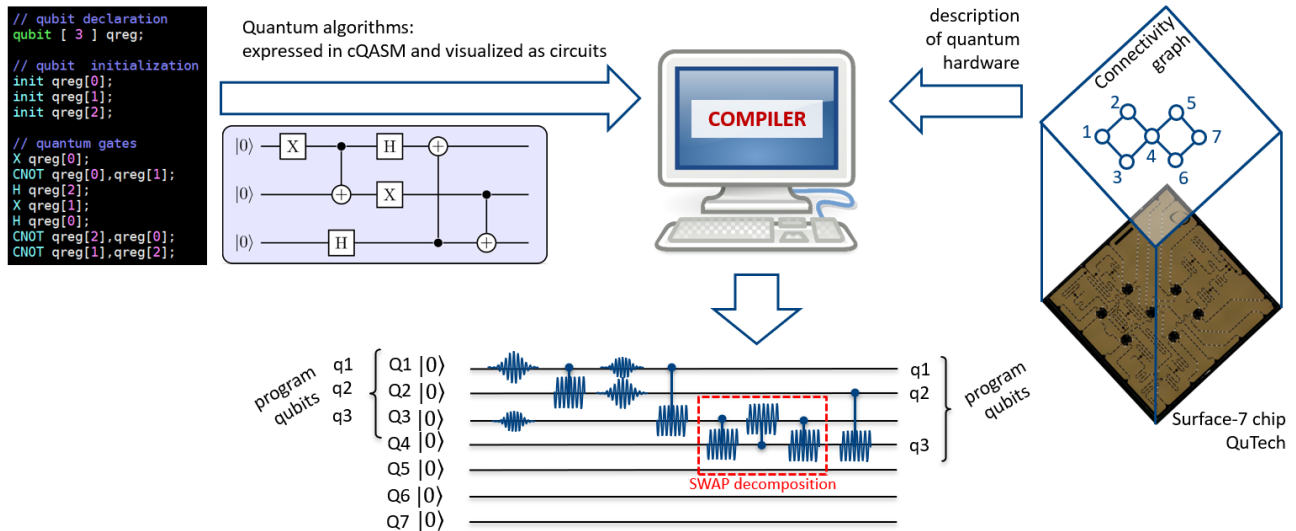 // qubit declaration
qubit [ 3 ] qreg;
// qubit  initialization
init qreg[0];
init qreg[1];
init qreg[2];
// quantum gates
X qreg[0];
CNOT qreg[0],qreg[1];
H qreg[2];
X qreg[1];
H qreg[0];
CNOT qreg[2],qreg[0];
CNOT qreg[1],qreg[2];
Quantum algorithms:
expressed in cQASM and visualized as circuits
|0⟩ X H
|0⟩ X
|0⟩ H
COMPILER
description
of quantum
hardware
Connectivity
graph
2 5
1 4 7
3 6
Surface-7 chip
QuTech
program
qubits
q1
q2
q3
Q1 |0⟩
Q2 |0⟩
Q3 |0⟩
Q4 |0⟩
Q5 |0⟩
Q6 |0⟩
Q7 |0⟩
SWAP decomposition
q1
q2
q3
program
qubits